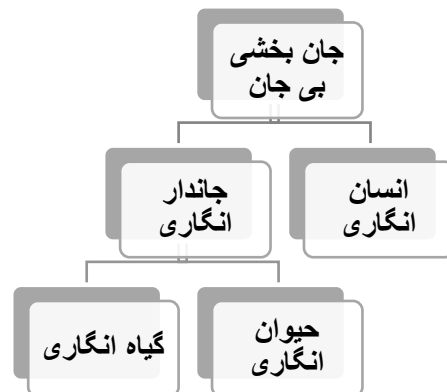 جان بخشی
بی جان
انسان
انگاری
جاندار
انگاری
حیوان
انگاری
گیاه انگاری